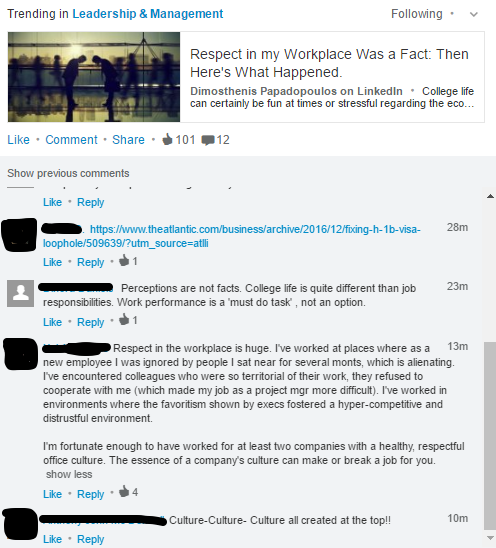 Trending in Leadership & Management
Following
Respect in my Workplace Was a Fact: Then
Here's What Happened.
Dimosthenis Papadopoulos on LinkedIn • College life
can certainly be fun at times or stressful regarding the eco...
Like • Comment • Share • 101 12
Show previous comments
Like • Reply
https://www.theatlantic.com/business/archive/2016/12/fixing-h-1b-visa- 28m
loophole/509639/?utm_source=atlli
Like • Reply • 1
Perceptions are not facts. College life is quite different than job 23m
responsibilities. Work performance is a 'must do task' , not an option.
Like • Reply • 1
Respect in the workplace is huge. I've worked at places where as a 13m
new employee I was ignored by people I sat near for several monts, which is alienating.
I've encountered colleagues who were so territorial of their work, they refused to
cooperate with me (which made my job as a project mgr more difficult). I've worked in
environments where the favoritism shown by execs fostered a hyper-competitive and
distrustful environment.
I'm fortunate enough to have worked for at least two companies with a healthy, respectful
office culture. The essence of a company's culture can make or break a job for you.
show less
Like • Reply • 4
Culture-Culture- Culture all created at the top!! 10m
Like • Reply